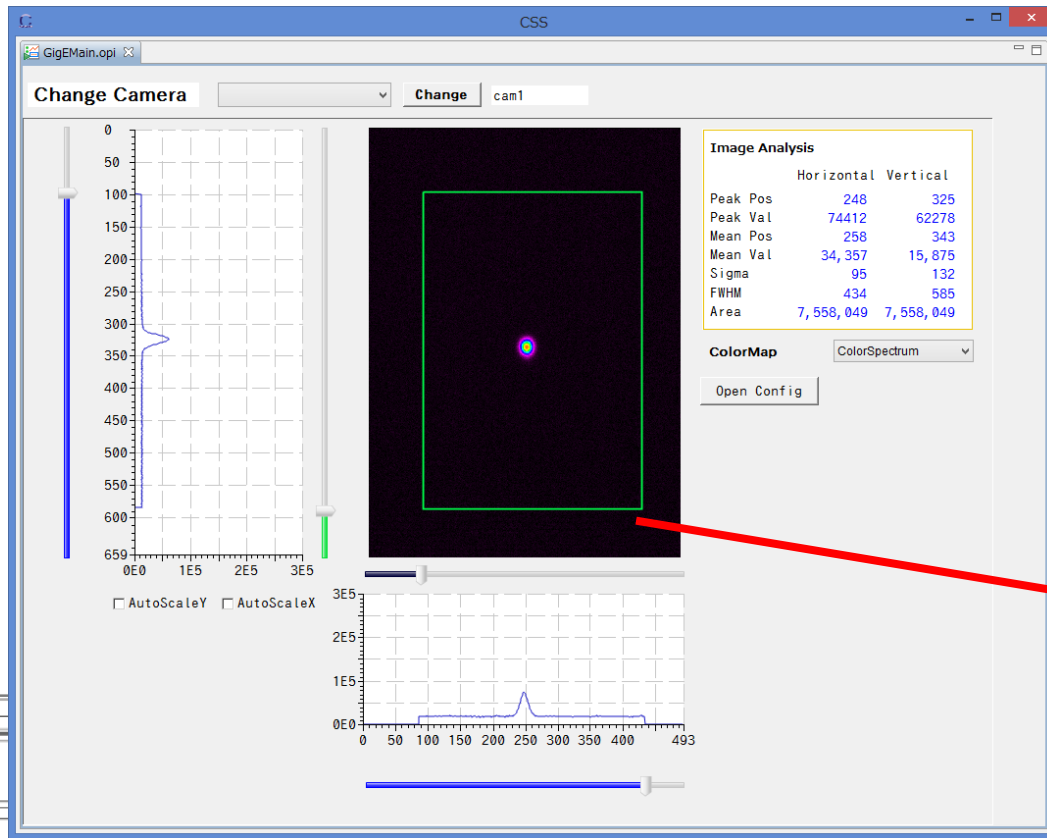 CSS
GigEMain.opi
Change Camera Change cam1
0
50
100
150
200
250
300
350
400
450
500
550
600
659
0E0 1E5 2E5 3E5
AutoScaleY AutoScaleX
Image Analysis
Horizontal Vertical
Peak Pos 248 325
Peak Val 74412 62278
Mean Pos 258 343
Mean Val 34,357 15,875
Sigma 95 132
FWHM 434 585
Area 7,558,049 7,558,049
ColorMap ColorSpectrum
Open Config
3E5
2E5
1E5
0E0
0 50 100 150 200 250 300 350 400 493